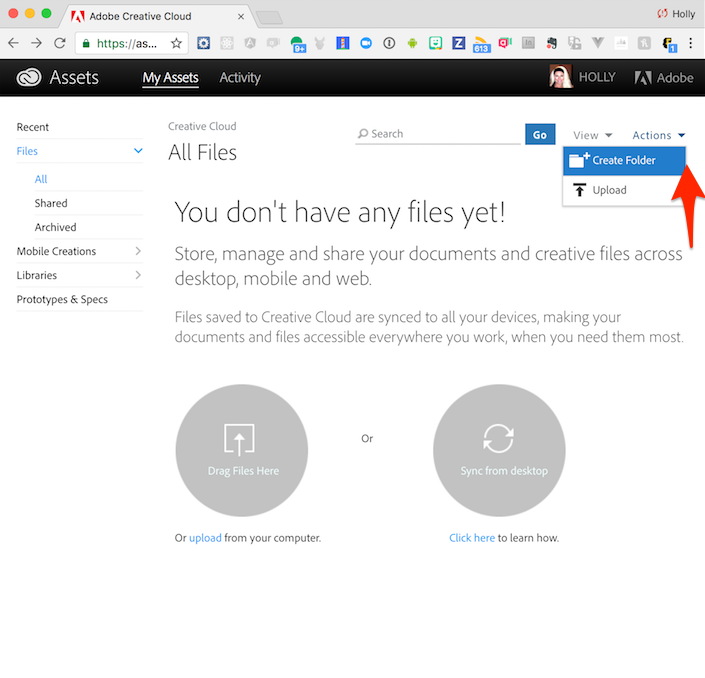 Adobe Creative Cloud
Holly
https://as...
9+
613
1
Assets
My Assets
Activity
HOLLY
Adobe
Recent
Files
All
Shared
Archived
Mobile Creations
Libraries
Prototypes & Specs
Creative Cloud
All Files
Search
Go
View
Actions
Create Folder
Upload
You don't have any files yet!
Store, manage and share your documents and creative files across
desktop, mobile and web.
Files saved to Creative Cloud are synced to all your devices, making your
documents and files accessible everywhere you work, when you need them most.
Drag Files Here
Or
Sync from desktop
Or upload from your computer.
Click here to learn how.